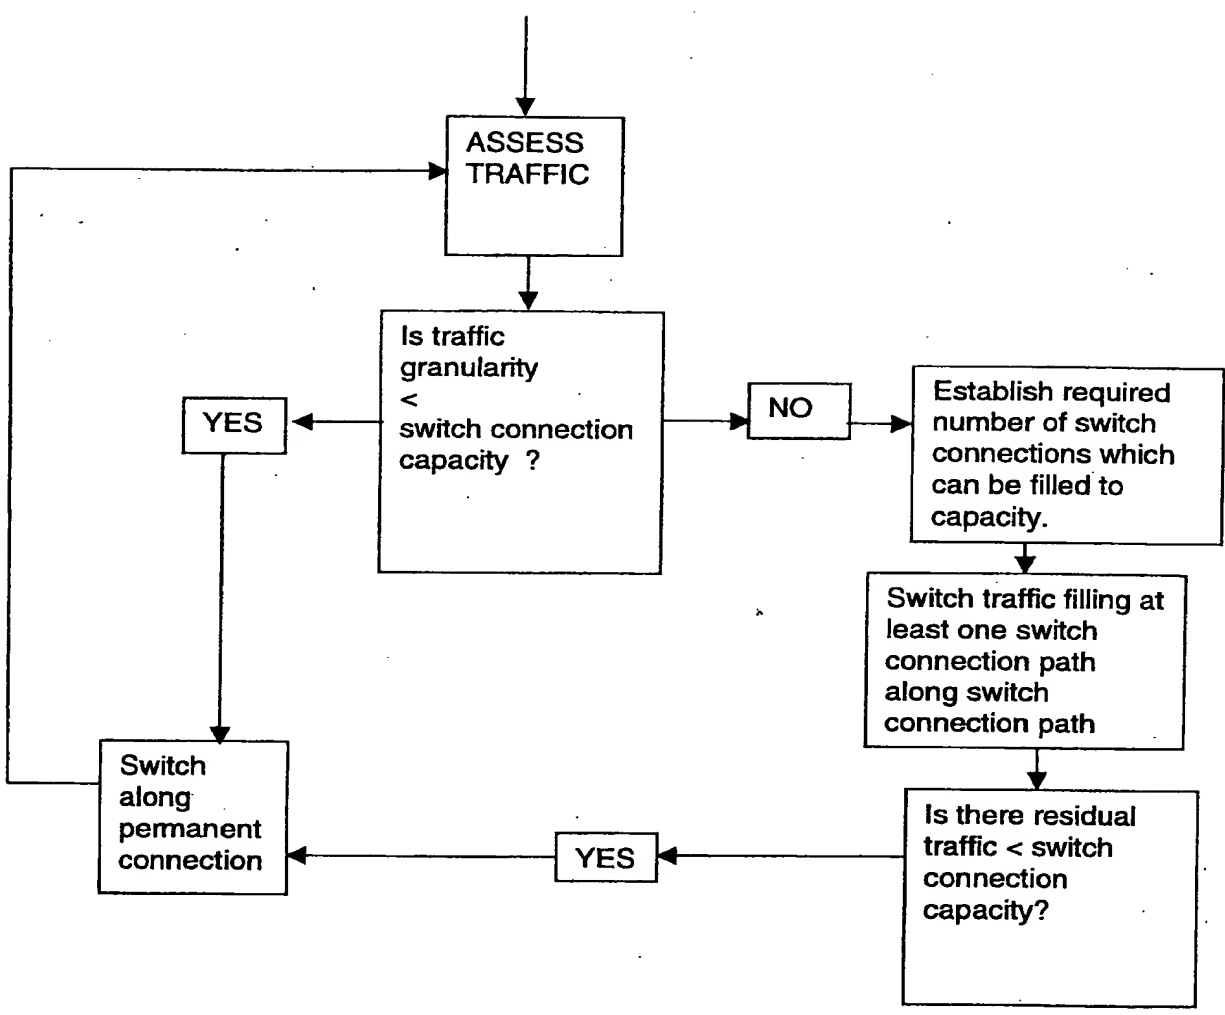 ASSESS
TRAFFIC
Is traffic
granularity
<
switch connection
capacity ?
YES
NO
Establish required
number of switch
connections which
can be filled to
capacity.
Switch traffic filling at
least one switch
connection path
along switch
connection path
Is there residual
traffic < switch
connection
capacity?
YES
Switch
along
permanent
connection